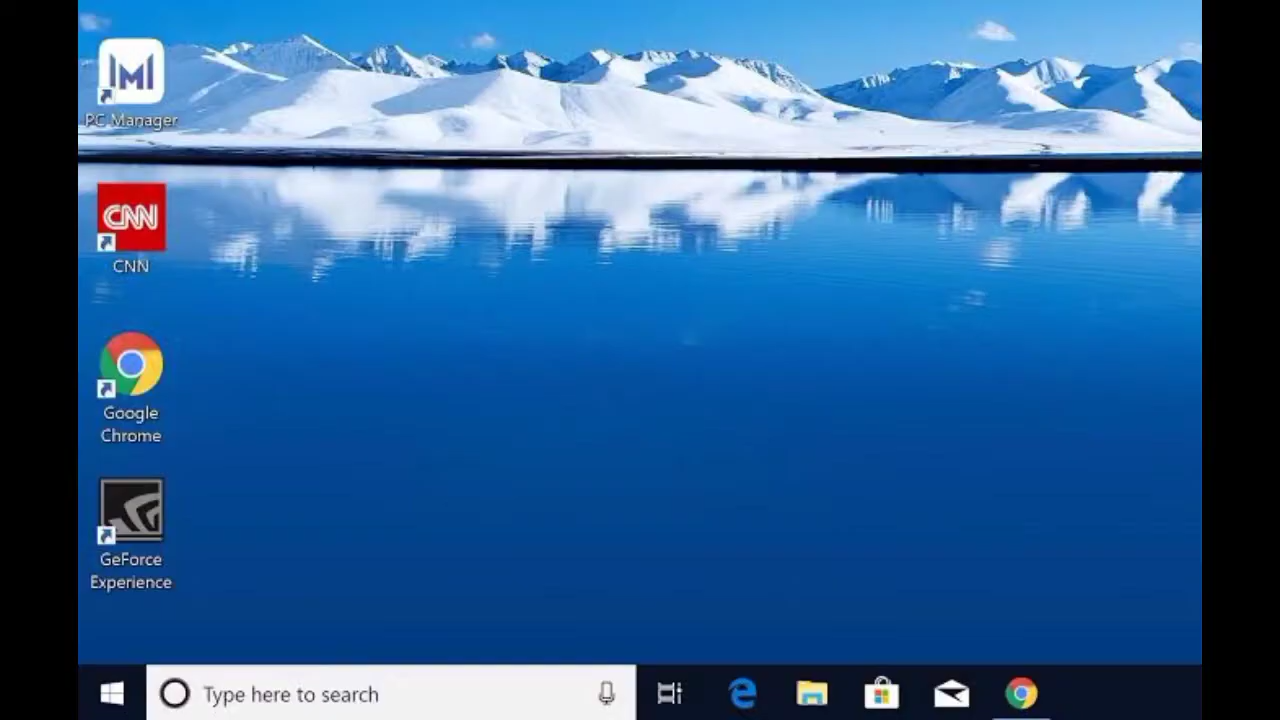 PC Manager
CNN
CNN
Google
Chrome
GeForce
Experience
Type here to search